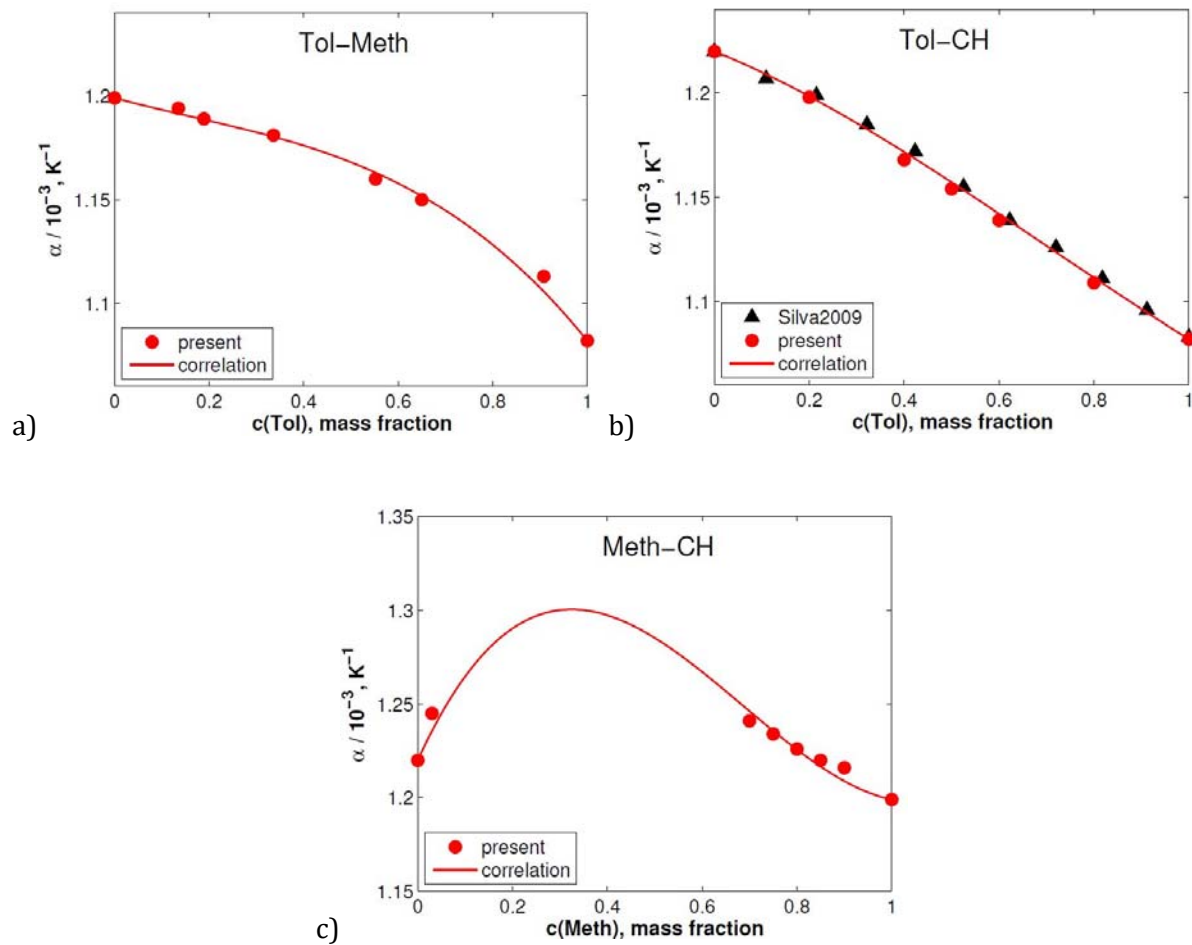 Tol−Meth
1.2
1.15
1.1
α / 10⁻³, K⁻¹
present
correlation
0 0.2 0.4 0.6 0.8 1
c(Tol), mass fraction
a)
Tol−CH
1.2
1.15
1.1
α / 10⁻³, K⁻¹
Silva2009
present
correlation
0 0.2 0.4 0.6 0.8 1
c(Tol), mass fraction
b)
Meth−CH
1.35
1.3
1.25
1.2
1.15
α / 10⁻³, K⁻¹
present
correlation
0 0.2 0.4 0.6 0.8 1
c(Meth), mass fraction
c)